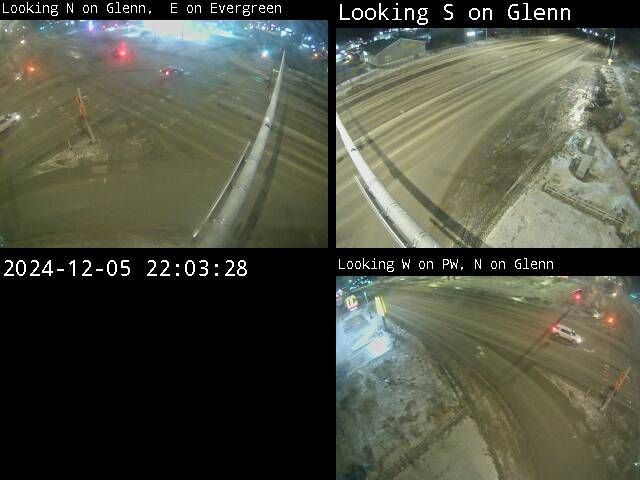 Looking N on Glenn,  E on Evergreen
Looking S on Glenn
2024-12-05 22:03:28
Looking W on PW, N on Glenn